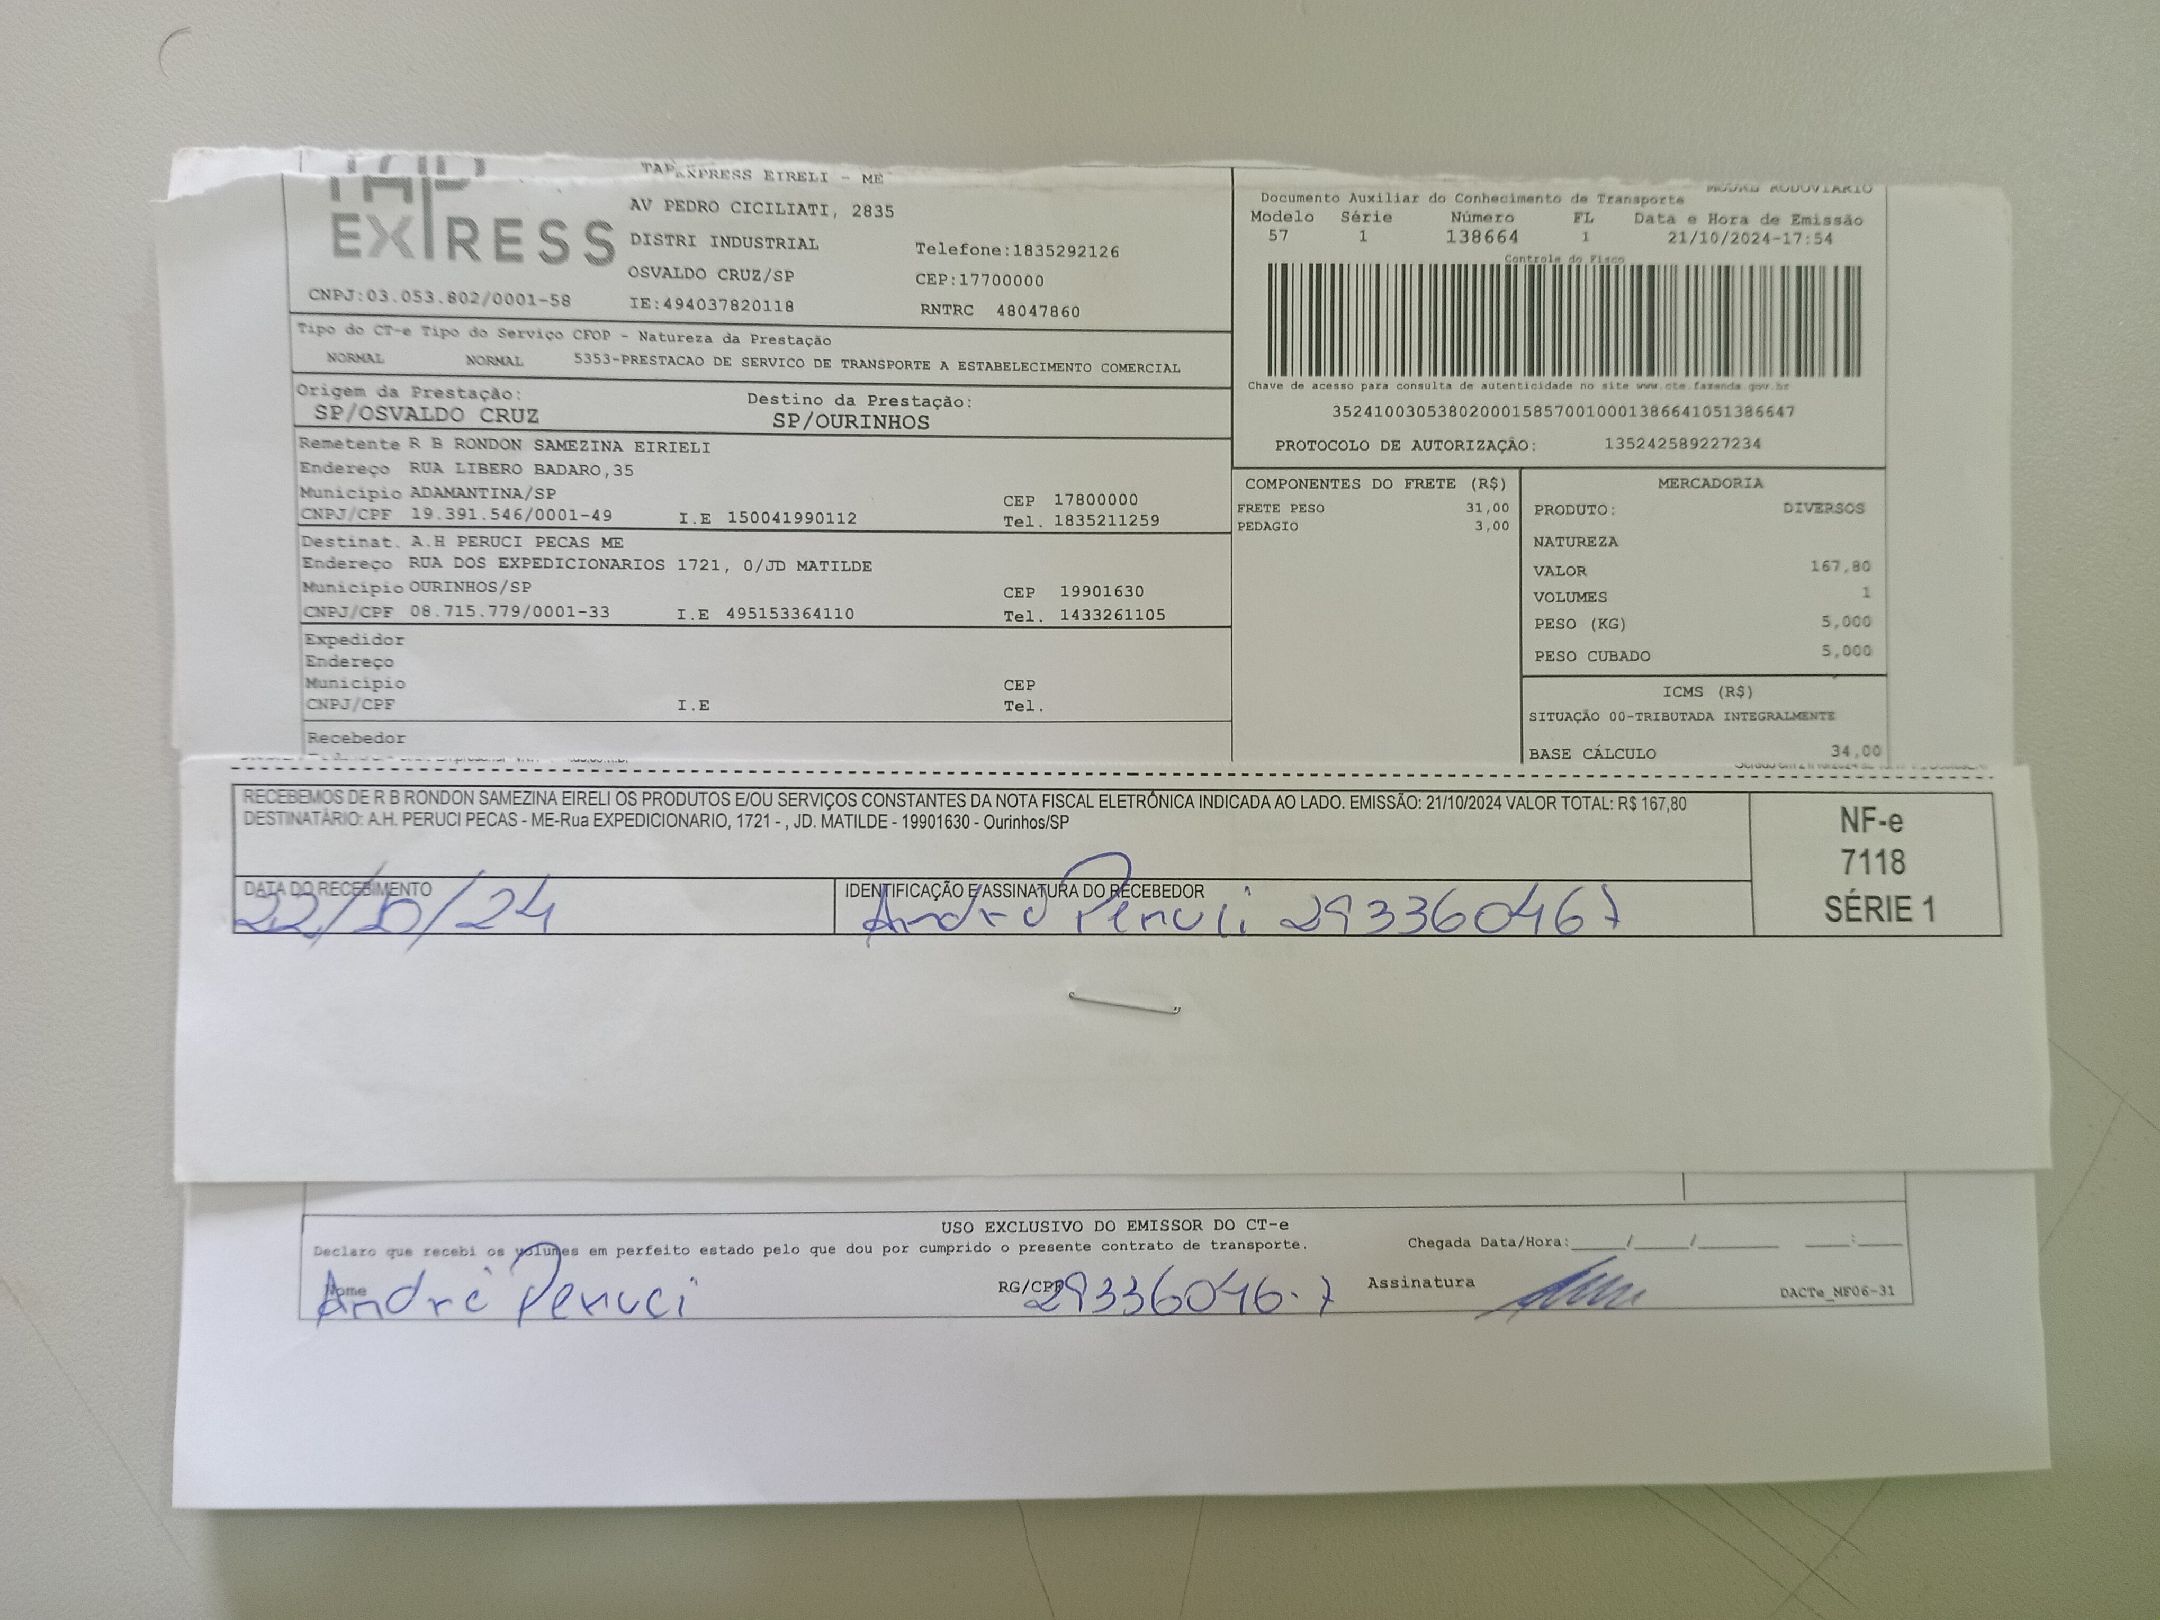 TAP EXPRESS
TAPEXPRESS EIRELI - ME
AV PEDRO CICILIATI, 2835
DISTRI INDUSTRIAL
Telefone:1835292126
OSVALDO CRUZ/SP
CEP:17700000
CNPJ:03.053.802/0001-58
IE:494037820118
RNTRC 48047860
MODAL RODOVIARIO
Documento Auxiliar do Conhecimento de Transporte
Modelo Série Número FL Data e Hora de Emissão
57 1 138664 1 21/10/2024-17:54
Controle do Fisco
Chave de acesso para consulta de autenticidade no site www.cte.fazenda.gov.br
35241003053802000158570010001386641051386647
PROTOCOLO DE AUTORIZAÇÃO: 135242589227234
Tipo do CT-e Tipo do Serviço CFOP - Natureza da Prestação
NORMAL NORMAL 5353-PRESTACAO DE SERVICO DE TRANSPORTE A ESTABELECIMENTO COMERCIAL
Origem da Prestação: Destino da Prestação:
SP/OSVALDO CRUZ SP/OURINHOS
Remetente R B RONDON SAMEZINA EIRIELI
Endereço RUA LIBERO BADARO,35
Município ADAMANTINA/SP CEP 17800000
CNPJ/CPF 19.391.546/0001-49 I.E 150041990112 Tel. 1835211259
Destinat. A.H PERUCI PECAS ME
Endereço RUA DOS EXPEDICIONARIOS 1721, 0/JD MATILDE
Município OURINHOS/SP CEP 19901630
CNPJ/CPF 08.715.779/0001-33 I.E 495153364110 Tel. 1433261105
Expedidor
Endereço
Município CEP
CNPJ/CPF I.E Tel.
Recebedor
COMPONENTES DO FRETE (R$)
FRETE PESO 31,00
PEDAGIO 3,00
MERCADORIA
PRODUTO: DIVERSOS
NATUREZA
VALOR 167,80
VOLUMES 1
PESO (KG) 5,000
PESO CUBADO 5,000
ICMS (R$)
SITUAÇÃO 00-TRIBUTADA INTEGRALMENTE
BASE CÁLCULO 34,00
RECEBEMOS DE R B RONDON SAMEZINA EIRELI OS PRODUTOS E/OU SERVIÇOS CONSTANTES DA NOTA FISCAL ELETRÔNICA INDICADA AO LADO. EMISSÃO: 21/10/2024 VALOR TOTAL: R$ 167,80
DESTINATÁRIO: A.H. PERUCI PECAS - ME-Rua EXPEDICIONARIO, 1721 - , JD. MATILDE - 19901630 - Ourinhos/SP
NF-e
7118
SÉRIE 1
DATA DO RECEBIMENTO IDENTIFICAÇÃO E ASSINATURA DO RECEBEDOR
22/10/24 André Peruci 293360467
USO EXCLUSIVO DO EMISSOR DO CT-e
Declaro que recebi os volumes em perfeito estado pelo que dou por cumprido o presente contrato de transporte. Chegada Data/Hora:____/____/________ ____:____
Nome André Peruci RG/CPF 29336046-7 Assinatura DACTe_MF06-31